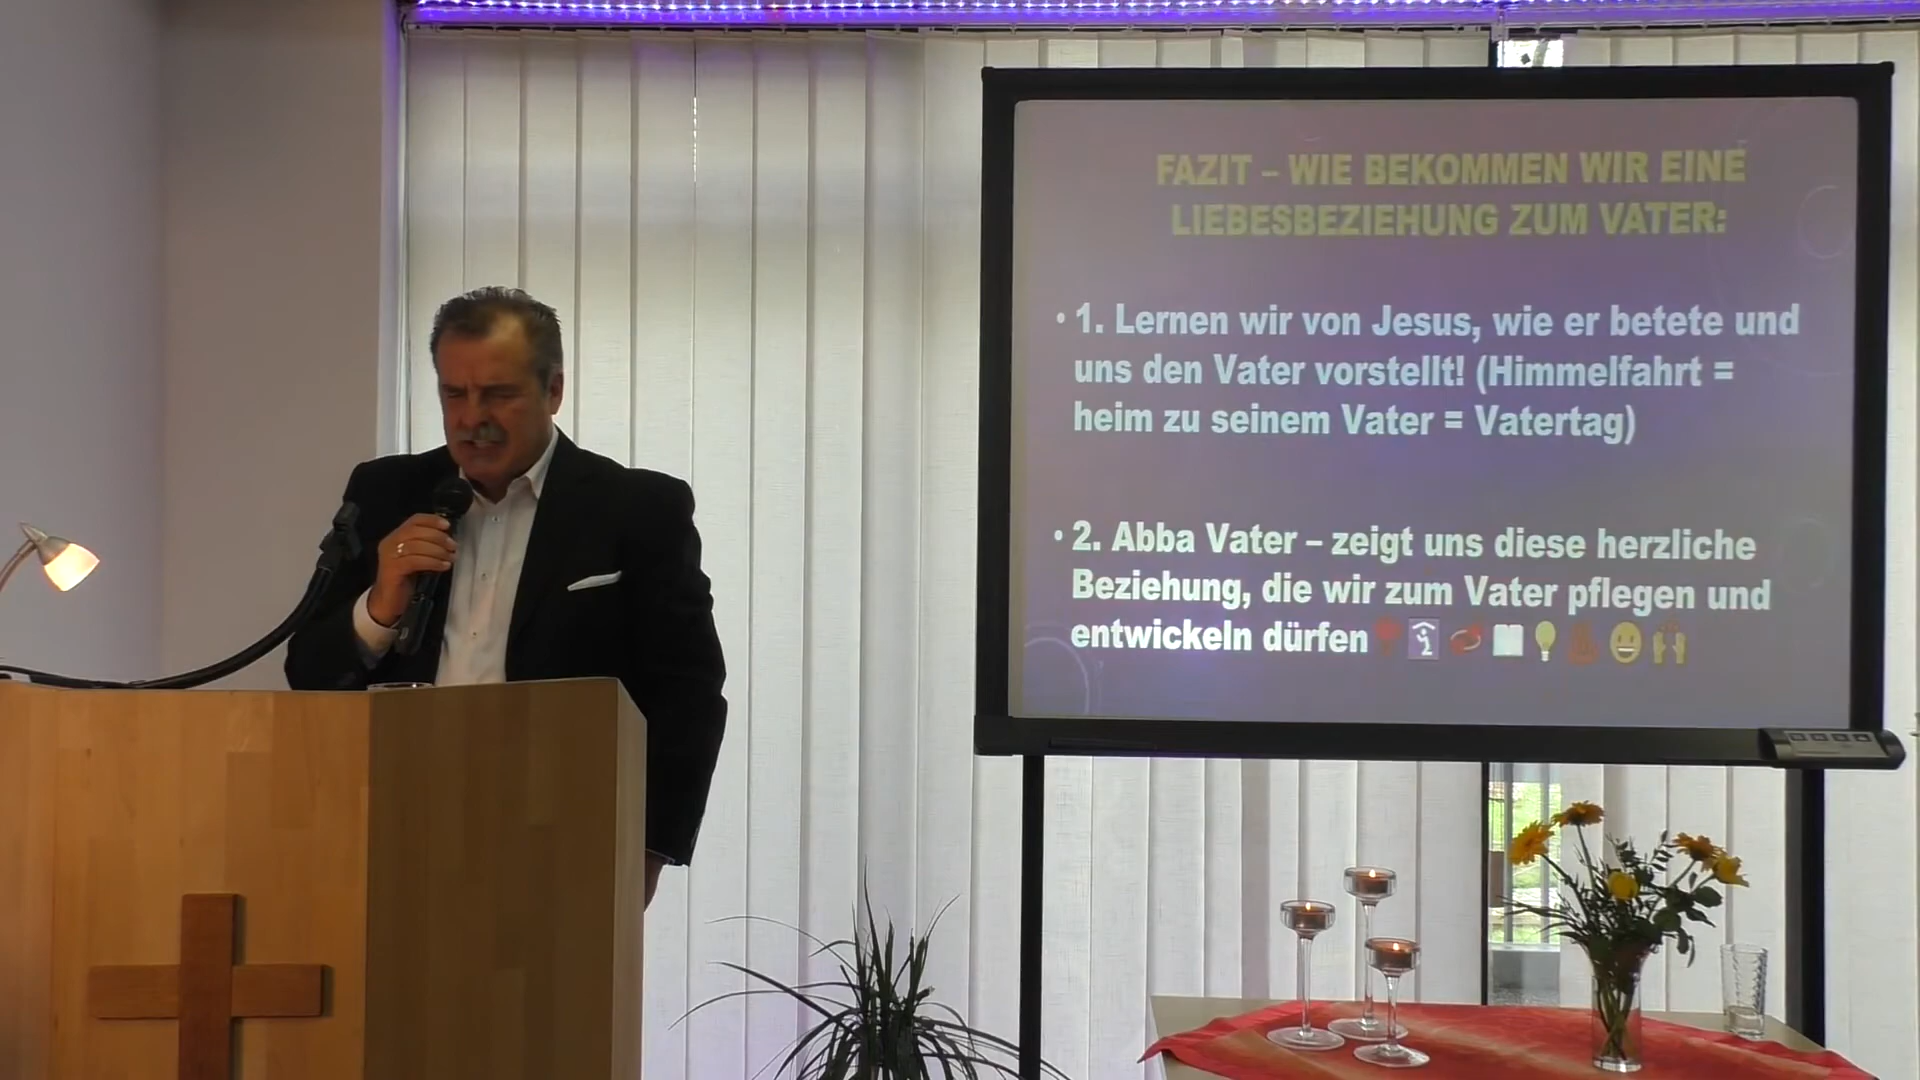 FAZIT – WIE BEKOMMEN WIR EINE
LIEBESBEZIEHUNG ZUM VATER:
• 1. Lernen wir von Jesus, wie er betete und
uns den Vater vorstellt! (Himmelfahrt =
heim zu seinem Vater = Vatertag)
• 2. Abba Vater – zeigt uns diese herzliche
Beziehung, die wir zum Vater pflegen und
entwickeln dürfen